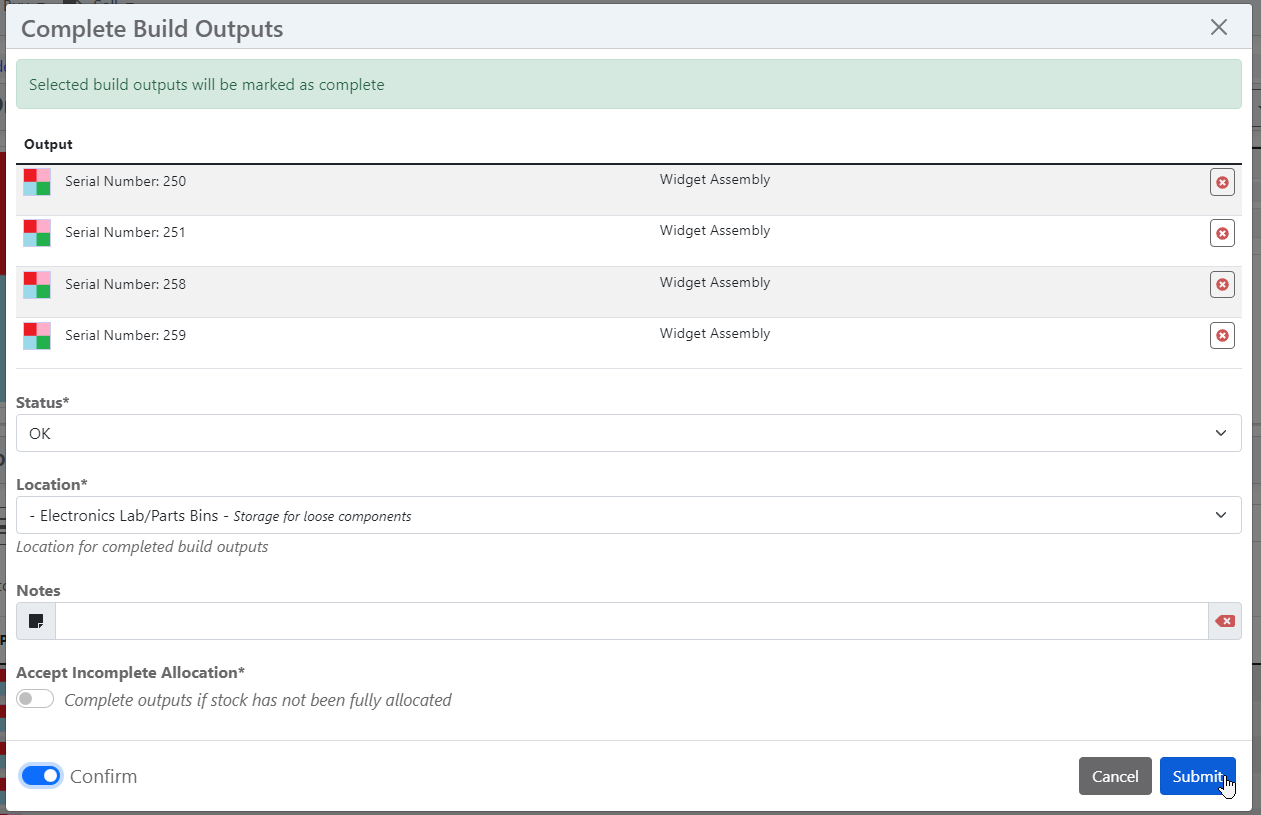 Complete Build Outputs
Selected build outputs will be marked as complete
Output
Serial Number: 250 Widget Assembly
Serial Number: 251 Widget Assembly
Serial Number: 258 Widget Assembly
Serial Number: 259 Widget Assembly
Status*
OK
Location*
- Electronics Lab/Parts Bins - Storage for loose components
Location for completed build outputs
Notes
Accept Incomplete Allocation*
Complete outputs if stock has not been fully allocated
Confirm Cancel Submit